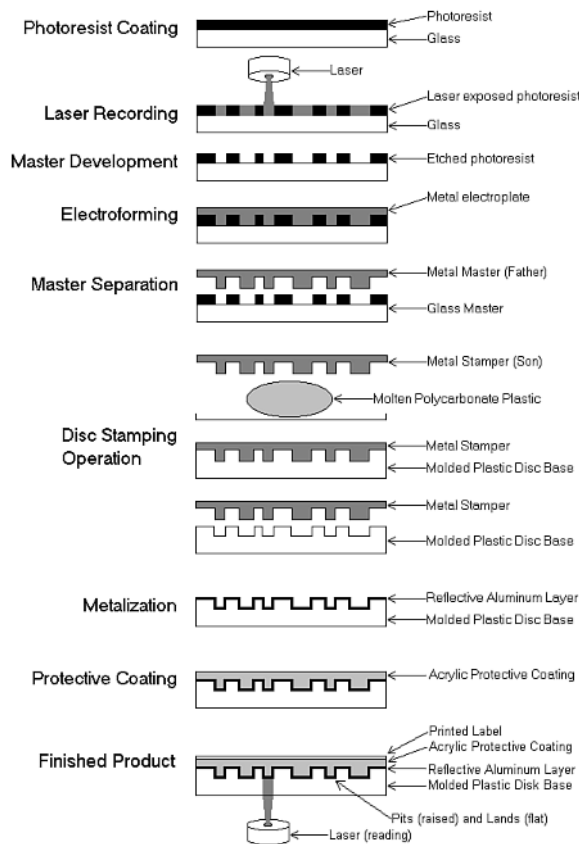 Photoresist Coating
Photoresist
Glass
Laser
Laser Recording
Laser exposed photoresist
Glass
Master Development
Etched photoresist
Electroforming
Metal electroplate
Master Separation
Metal Master (Father)
Glass Master
Metal Stamper (Son)
Molten Polycarbonate Plastic
Disc Stamping
Operation
Metal Stamper
Molded Plastic Disc Base
Metal Stamper
Molded Plastic Disc Base
Metalization
Reflective Aluminum Layer
Molded Plastic Disc Base
Protective Coating
Acrylic Protective Coating
Finished Product
Printed Label
Acrylic Protective Coating
Reflective Aluminum Layer
Molded Plastic Disk Base
Pits (raised) and Lands (flat)
Laser (reading)